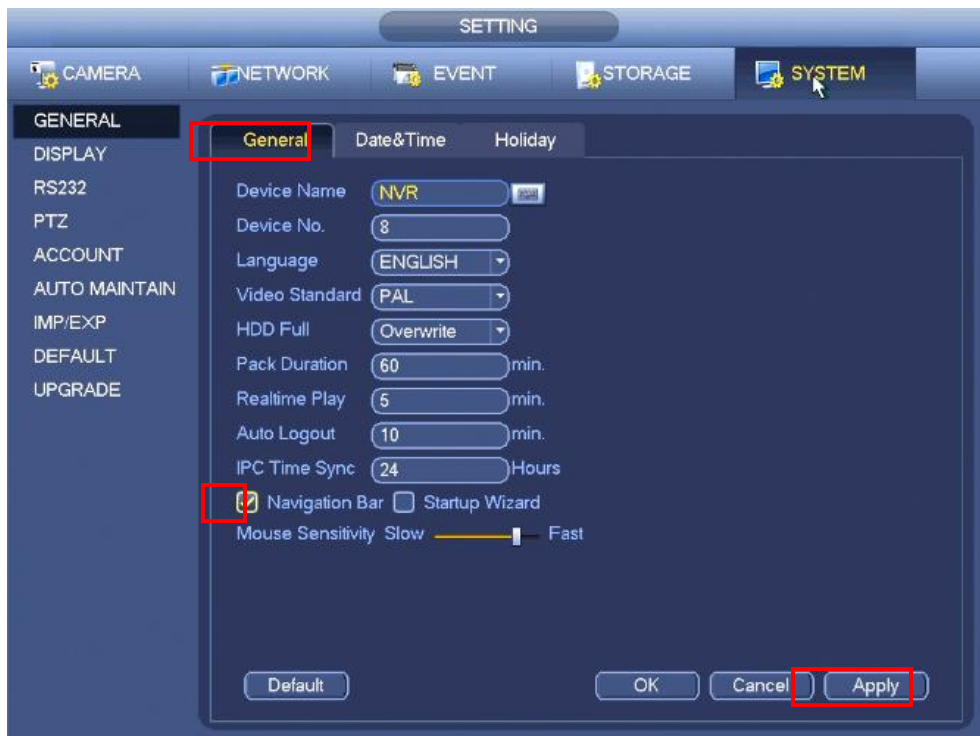 SETTING
CAMERA NETWORK EVENT STORAGE SYSTEM
GENERAL
DISPLAY
RS232
PTZ
ACCOUNT
AUTO MAINTAIN
IMP/EXP
DEFAULT
UPGRADE
General Date&Time Holiday
Device Name NVR
Device No. 8
Language ENGLISH
Video Standard PAL
HDD Full Overwrite
Pack Duration 60 min.
Realtime Play 5 min.
Auto Logout 10 min.
IPC Time Sync 24 Hours
Navigation Bar Startup Wizard
Mouse Sensitivity Slow Fast
Default OK Cancel Apply